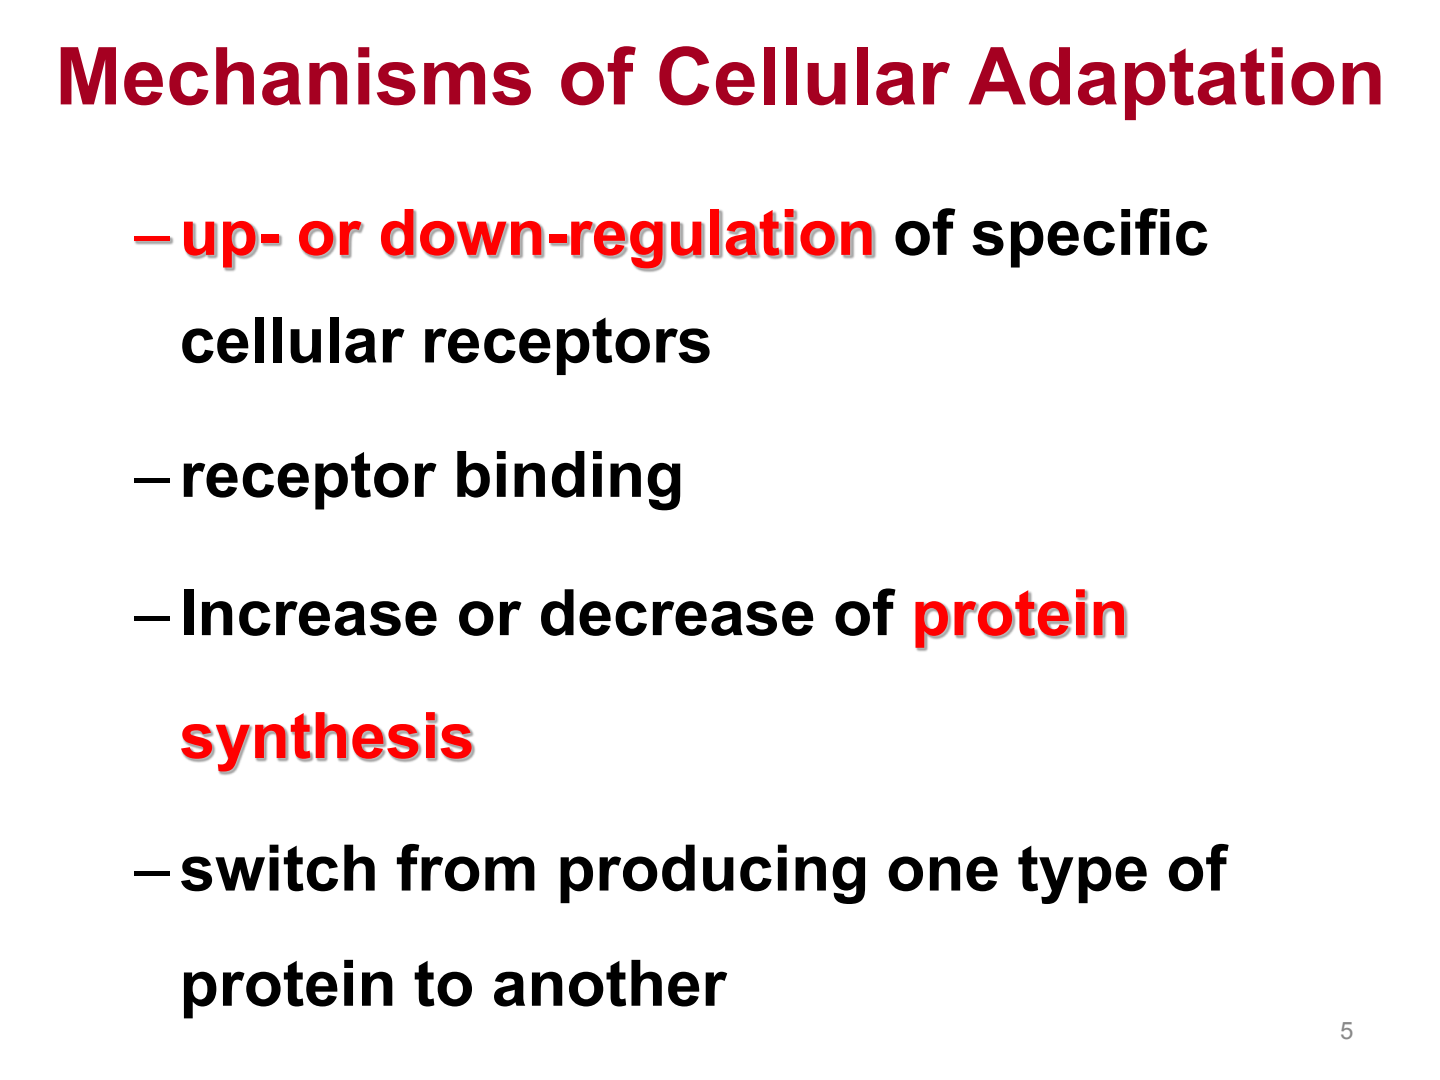 Mechanisms of Cellular Adaptation
– up- or down-regulation of specific
cellular receptors
– receptor binding
– Increase or decrease of protein
synthesis
– switch from producing one type of
protein to another
5